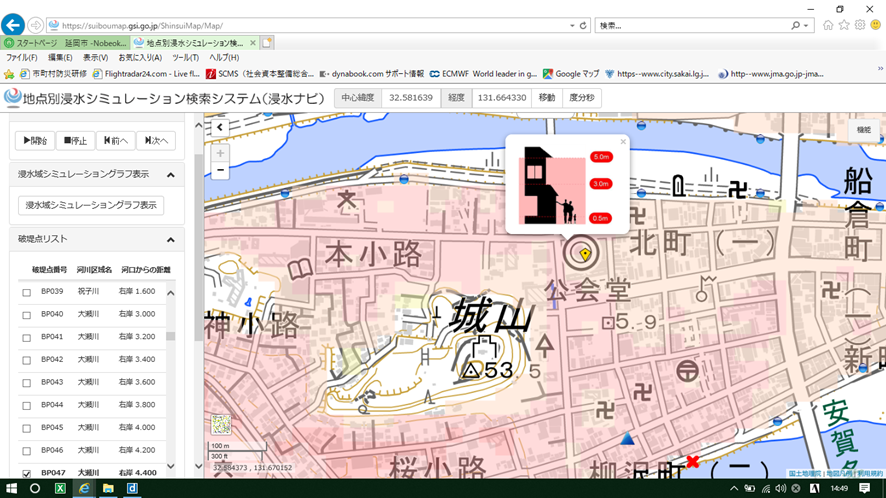 https://suiboumap.gsi.go.jp/ShinsuiMap/Map/
検索...
スタートページ 延岡市 -Nobeok...
地点別浸水シミュレーション検...
ファイル(F) 編集(E) 表示(V) お気に入り(A) ツール(T) ヘルプ(H)
市町村防災研修 Flightradar24.com - Live fl... SCMS（社会資本整備総合... dynabook.com サポート情報 ECMWF World leader in g... Google マップ https--www.city.sakai.lg.j... http--www.jma.go.jp-jma...
地点別浸水シミュレーション検索システム(浸水ナビ)
中心緯度 32.581639 経度 131.664330 移動 度分秒
機能
開始 停止 前へ 次へ
浸水域シミュレーショングラフ表示
浸水域シミュレーショングラフ表示
破堤点リスト
破堤点番号 河川区域名 河口からの距離
BP039 祝子川 右岸 1.600
BP040 大瀬川 右岸 3.000
BP041 大瀬川 右岸 3.200
BP042 大瀬川 右岸 3.400
BP043 大瀬川 右岸 3.600
BP044 大瀬川 右岸 3.800
BP045 大瀬川 右岸 4.000
BP046 大瀬川 右岸 4.200
BP047 大瀬川 右岸 4.400
5.0m
3.0m
0.5m
船倉町(一)
本小路
北町(一)
公会堂
神小路
城山
5.9
53.5
新町
安賀多
桜小路
柳沢町(二)
100 m
300 ft
32.584373 , 131.670152
国土地理院 | 地図凡例 | 利用規約
14:49